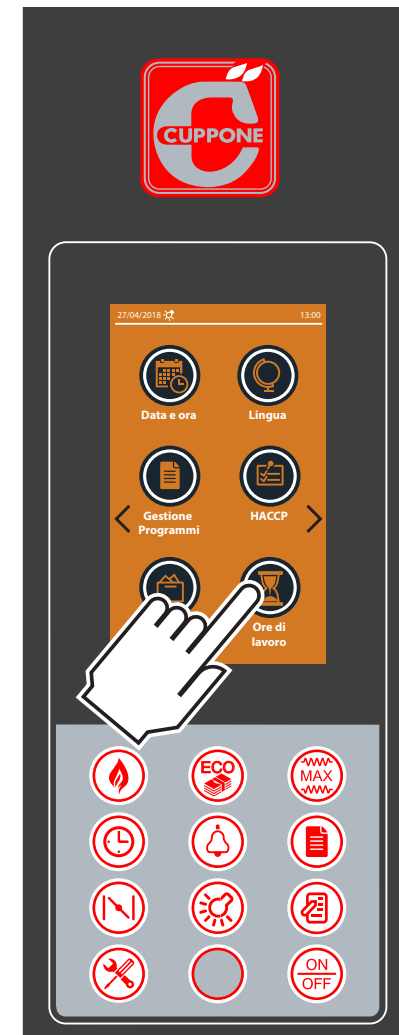 CUPPONE
27/04/2018
13:00
Data e ora
Lingua
Gestione
Programmi
HACCP
Ore di
lavoro
ECO
MAX
ON
OFF